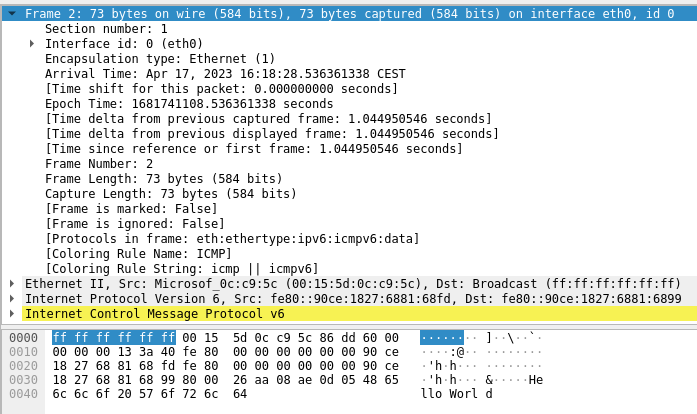 Frame 2: 73 bytes on wire (584 bits), 73 bytes captured (584 bits) on interface eth0, id 0
Section number: 1
Interface id: 0 (eth0)
Encapsulation type: Ethernet (1)
Arrival Time: Apr 17, 2023 16:18:28.536361338 CEST
[Time shift for this packet: 0.000000000 seconds]
Epoch Time: 1681741108.536361338 seconds
[Time delta from previous captured frame: 1.044950546 seconds]
[Time delta from previous displayed frame: 1.044950546 seconds]
[Time since reference or first frame: 1.044950546 seconds]
Frame Number: 2
Frame Length: 73 bytes (584 bits)
Capture Length: 73 bytes (584 bits)
[Frame is marked: False]
[Frame is ignored: False]
[Protocols in frame: eth:ethertype:ipv6:icmpv6:data]
[Coloring Rule Name: ICMP]
[Coloring Rule String: icmp || icmpv6]
Ethernet II, Src: Microsof_0c:c9:5c (00:15:5d:0c:c9:5c), Dst: Broadcast (ff:ff:ff:ff:ff:ff)
Internet Protocol Version 6, Src: fe80::90ce:1827:6881:68fd, Dst: fe80::90ce:1827:6881:6899
Internet Control Message Protocol v6
0000 ff ff ff ff ff ff 00 15 5d 0c c9 5c 86 dd 60 00 ········ ]··\··`·
0010 00 00 00 13 3a 40 fe 80 00 00 00 00 00 00 90 ce ····:@·· ········
0020 18 27 68 81 68 fd fe 80 00 00 00 00 00 00 90 ce ·'h·h··· ········
0030 18 27 68 81 68 99 80 00 26 aa 08 ae 0d 05 48 65 ·'h·h··· &·····He
0040 6c 6c 6f 20 57 6f 72 6c 64 llo Worl d